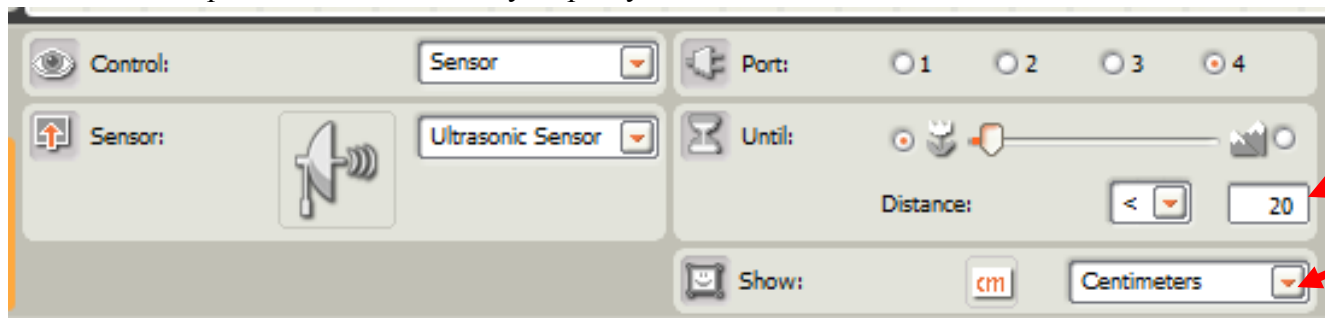 Control: Sensor Port: 1 2 3 4
Sensor: Ultrasonic Sensor Until:
Distance: < 20
Show: cm Centimeters